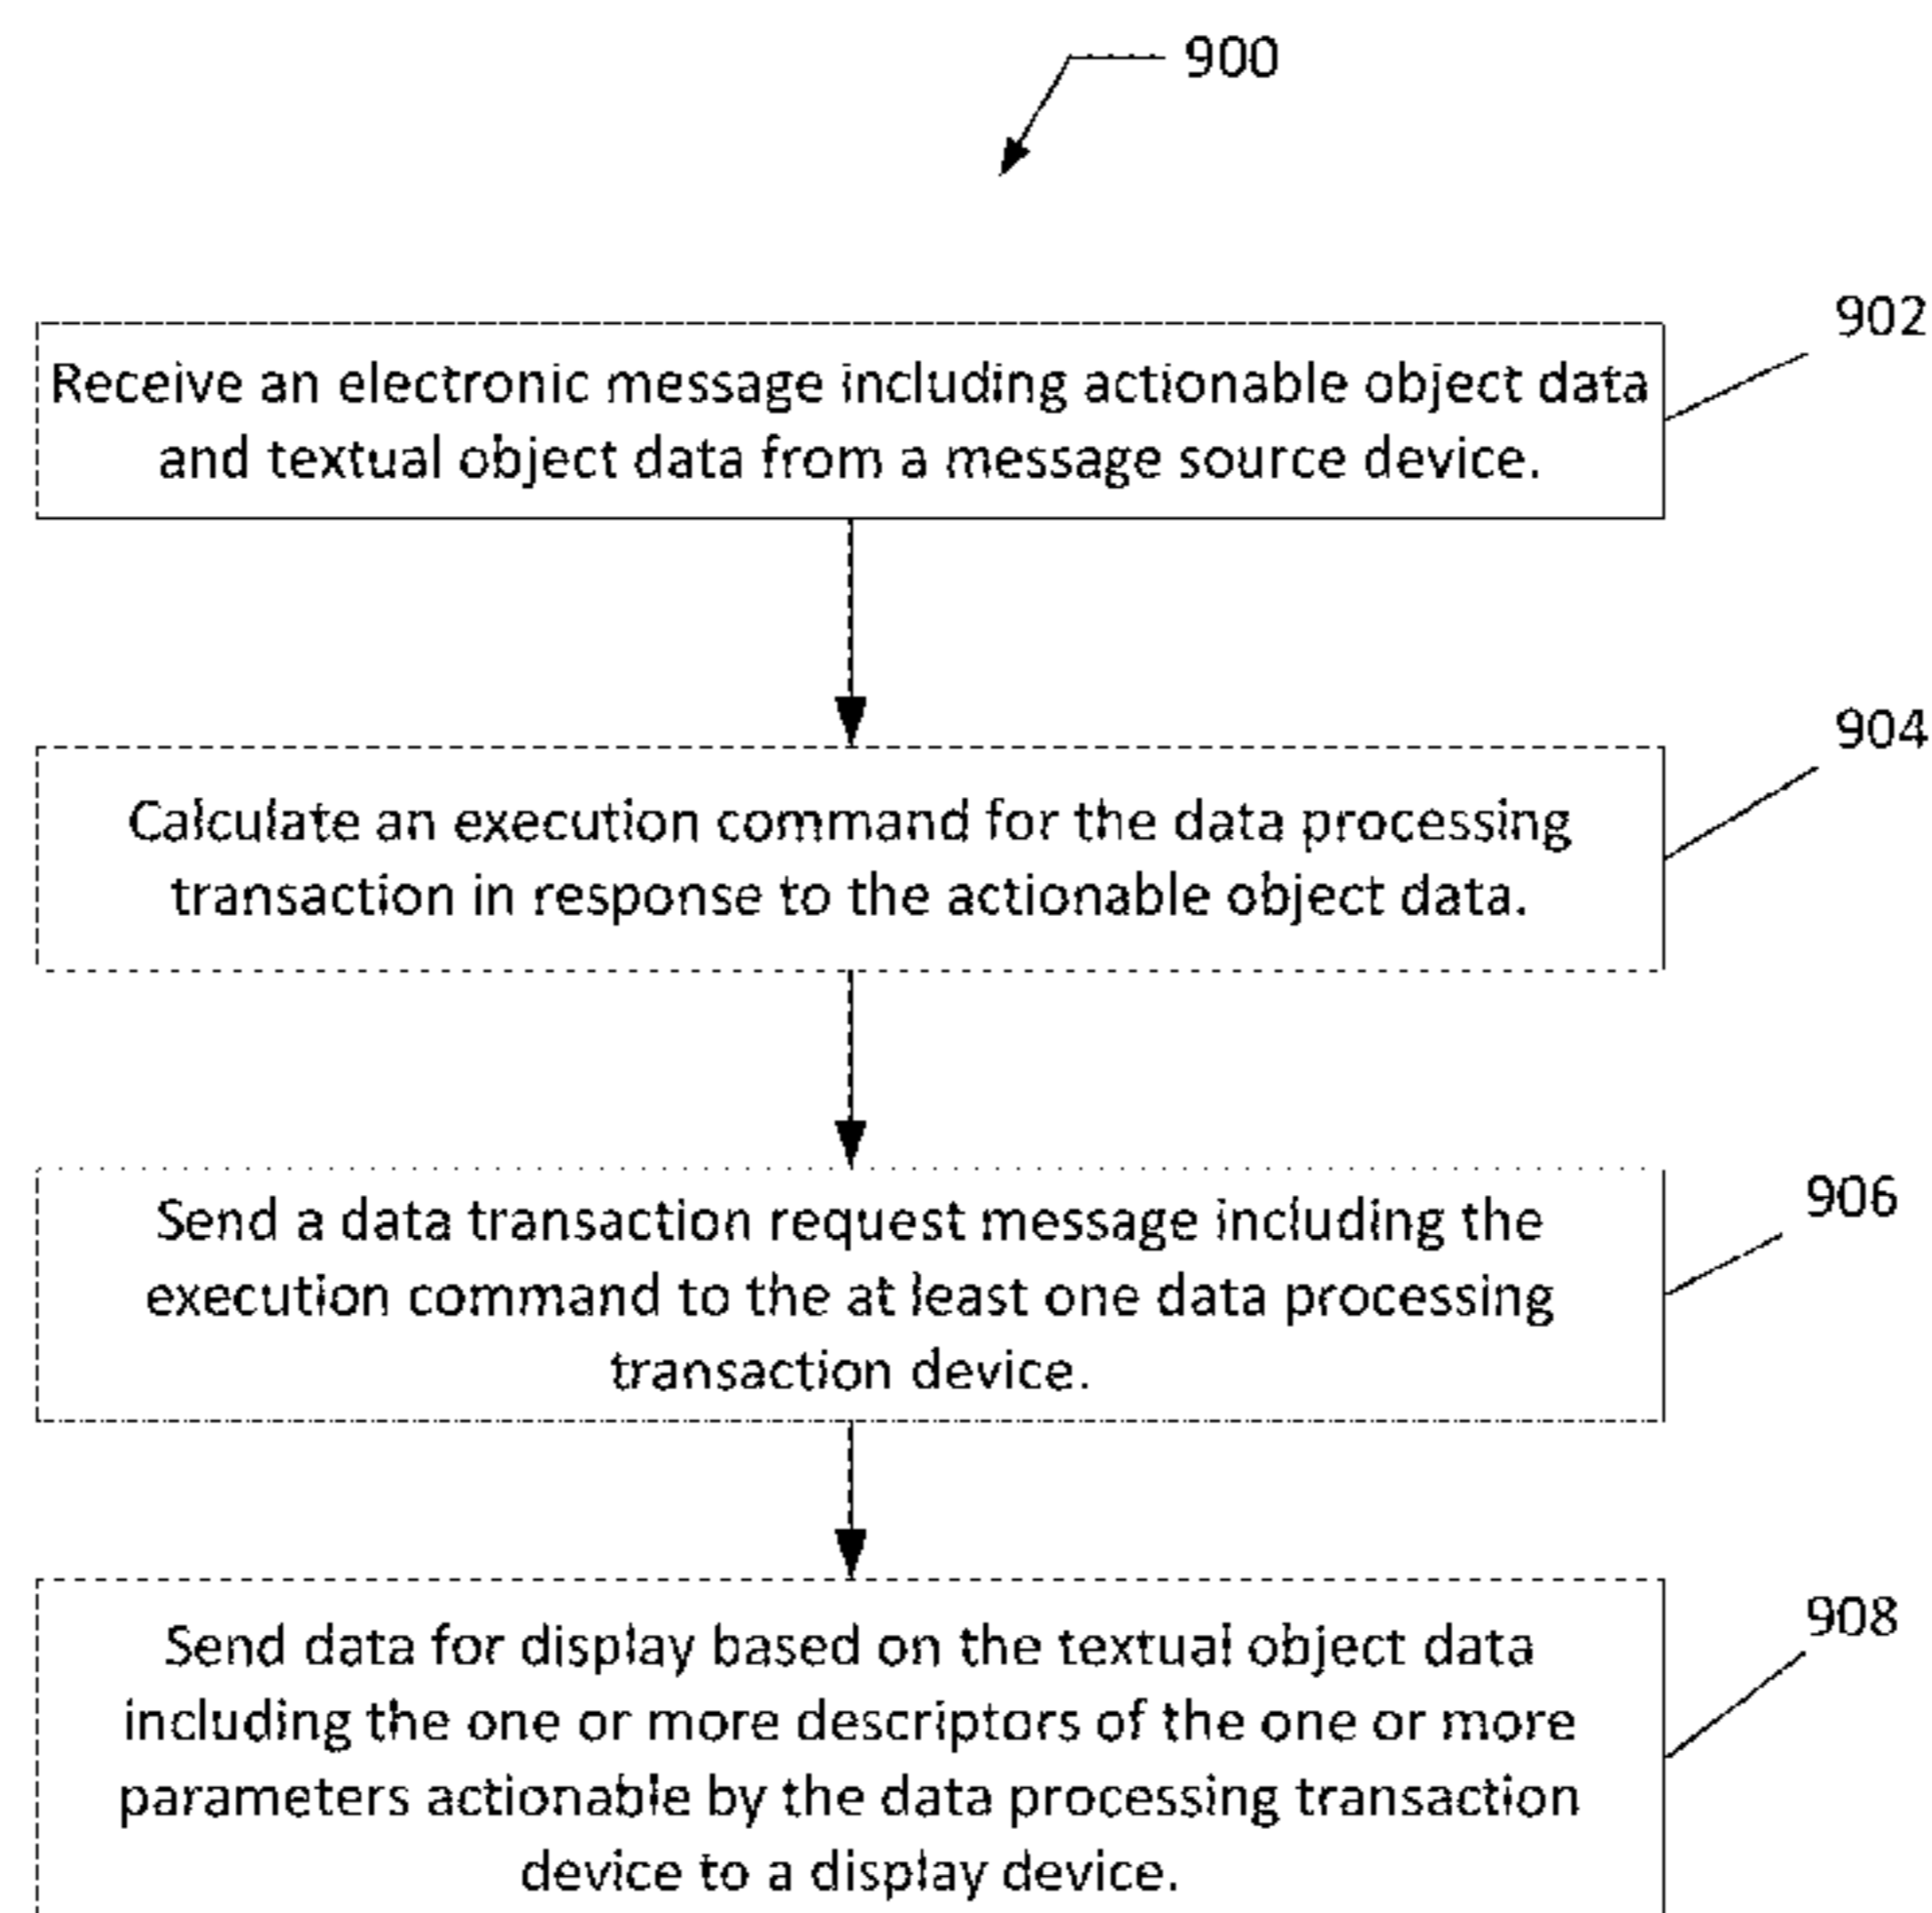 900
902
Receive an electronic message including actionable object data
and textual object data from a message source device.
904
Calculate an execution command for the data processing
transaction in response to the actionable object data.
906
Send a data transaction request message including the
execution command to the at least one data processing
transaction device.
908
Send data for display based on the textual object data
including the one or more descriptors of the one or more
parameters actionable by the data processing transaction
device to a display device.